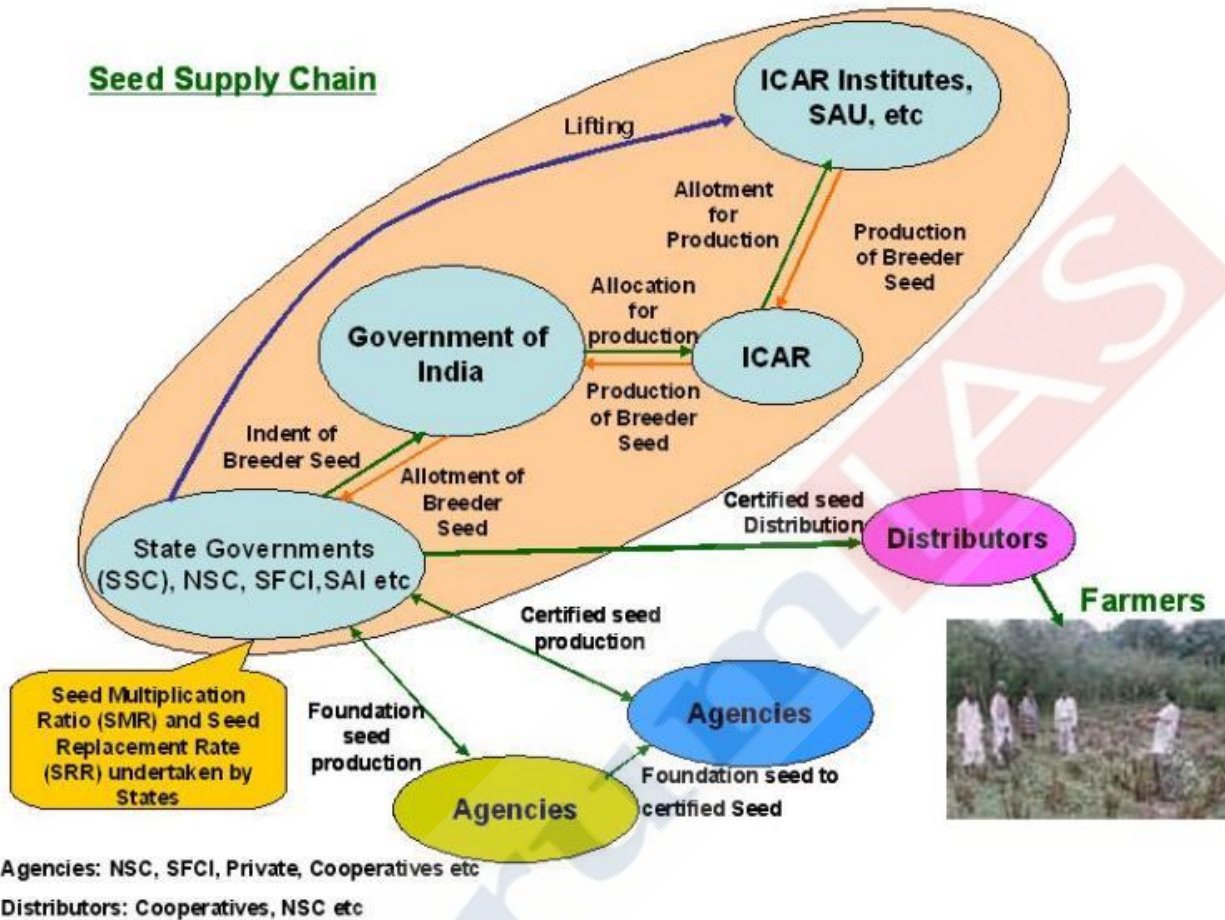 Seed Supply Chain
ICAR Institutes,
SAU, etc
Lifting
Allotment
for
Production
Production
of Breeder
Seed
Allocation
for
production
Government of
India
ICAR
Production
of Breeder
Seed
Indent of
Breeder Seed
Allotment of
Breeder
Seed
Certified seed
Distribution
Distributors
State Governments
(SSC), NSC, SFCI,SAI etc
Farmers
Certified seed
production
Seed Multiplication
Ratio (SMR) and Seed
Replacement Rate
(SRR) undertaken by
States
Foundation
seed
production
Agencies
Foundation seed to
certified Seed
Agencies
Agencies: NSC, SFCI, Private, Cooperatives etc
Distributors: Cooperatives, NSC etc
rumIAS